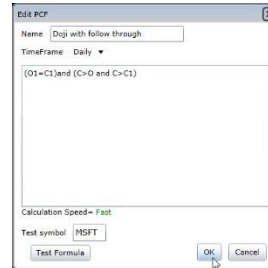 Edit PCF
Name Doji with follow through
TimeFrame Daily
(O1=C1)and (C>O and C>C1)
Calculation Speed= Fast
Test symbol MSFT
Test Formula OK Cancel